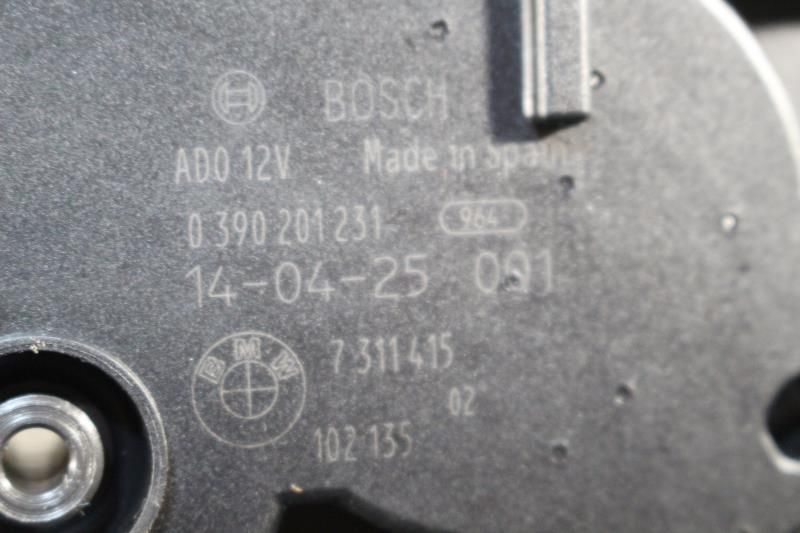 BOSCH
AD0 12V Made in Spain
0 390 201 231 964
14-04-25 001
BMW 7 311 415
02
102 135